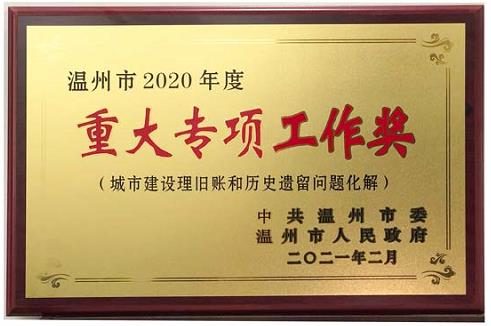 温州市2020年度
重大专项工作奖
(城市建设理旧账和历史遗留问题化解)
中共温州市委
温州市人民政府
二〇二一年二月